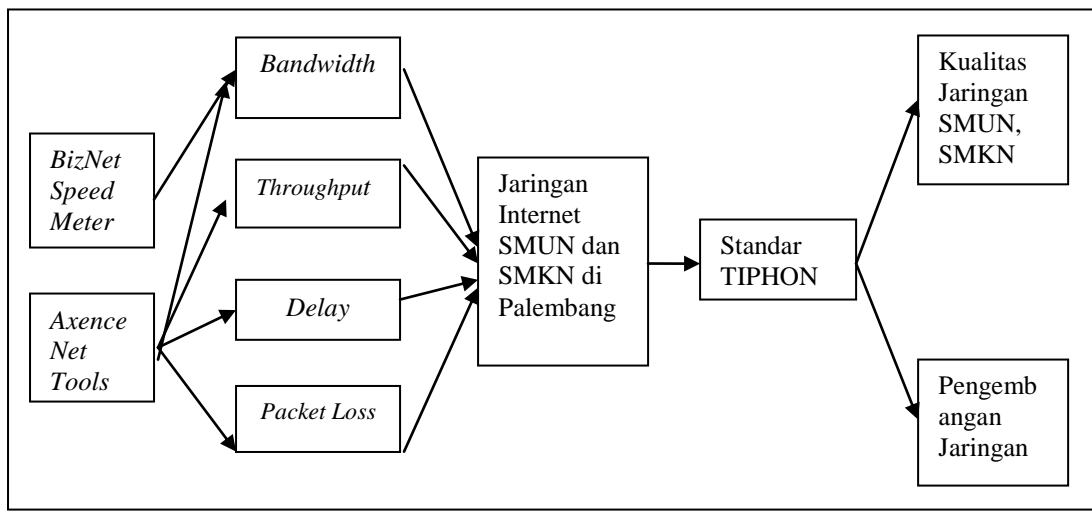 BizNet
Speed
Meter
Axence
Net
Tools
Bandwidth
Throughput
Delay
Packet Loss
Jaringan
Internet
SMUN dan
SMKN di
Palembang
Standar
TIPHON
Kualitas
Jaringan
SMUN,
SMKN
Pengemb
angan
Jaringan